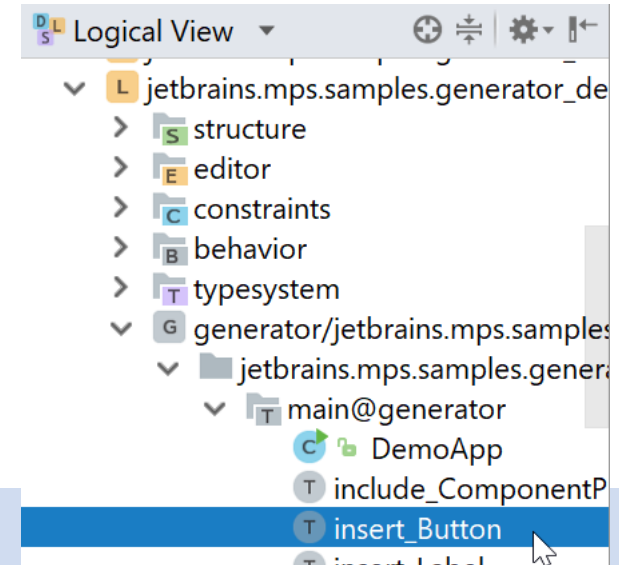 Logical View
L jetbrains.mps.samples.generator_de
S structure
E editor
C constraints
B behavior
T typesystem
G generator/jetbrains.mps.samples
jetbrains.mps.samples.genera
T main@generator
C DemoApp
T include_ComponentP
T insert_Button
T insert_Label